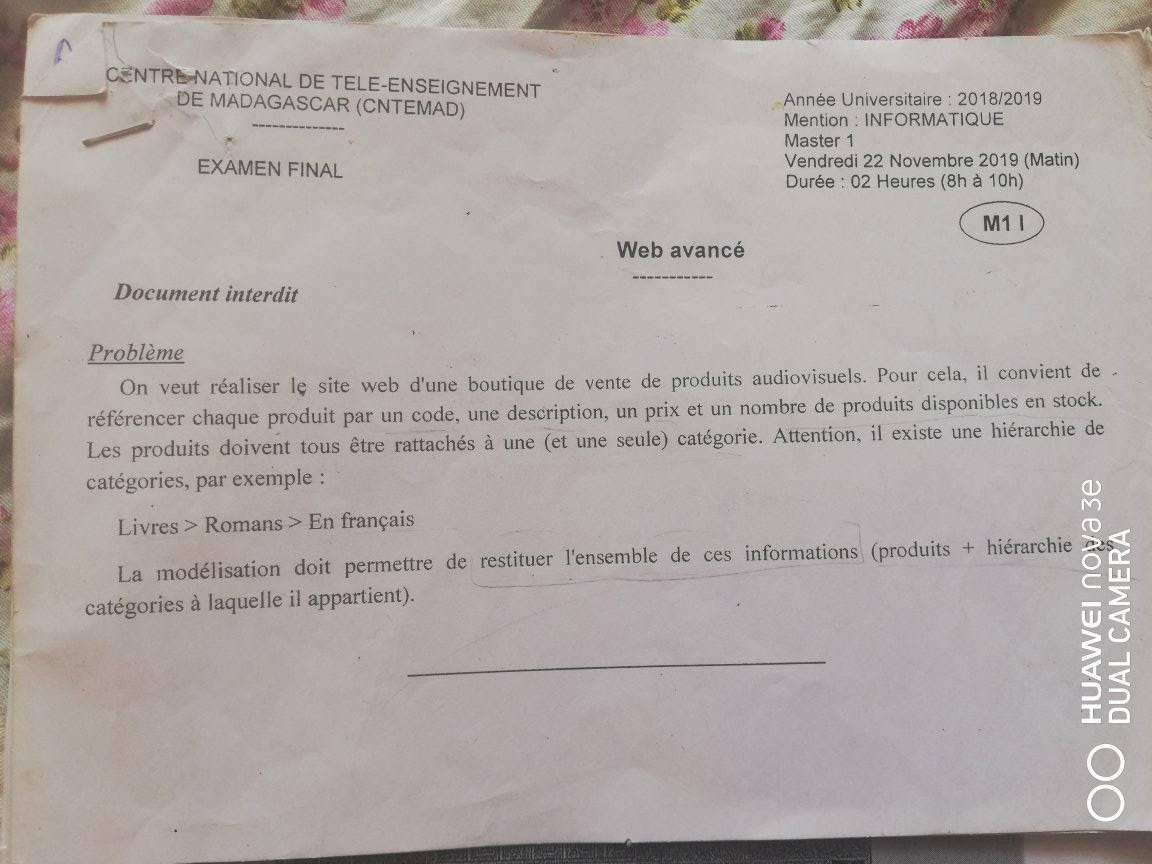 CENTRE NATIONAL DE TELE-ENSEIGNEMENT
DE MADAGASCAR (CNTEMAD)
--------------
EXAMEN FINAL
Année Universitaire : 2018/2019
Mention : INFORMATIQUE
Master 1
Vendredi 22 Novembre 2019 (Matin)
Durée : 02 Heures (8h à 10h)
M1 I
Web avancé
-----------
Document interdit
Problème
On veut réaliser le site web d'une boutique de vente de produits audiovisuels. Pour cela, il convient de
référencer chaque produit par un code, une description, un prix et un nombre de produits disponibles en stock.
Les produits doivent tous être rattachés à une (et une seule) catégorie. Attention, il existe une hiérarchie de
catégories, par exemple :
Livres > Romans > En français
La modélisation doit permettre de restituer l'ensemble de ces informations (produits + hiérarchie des
catégories à laquelle il appartient).
HUAWEI nova 3e
DUAL CAMERA